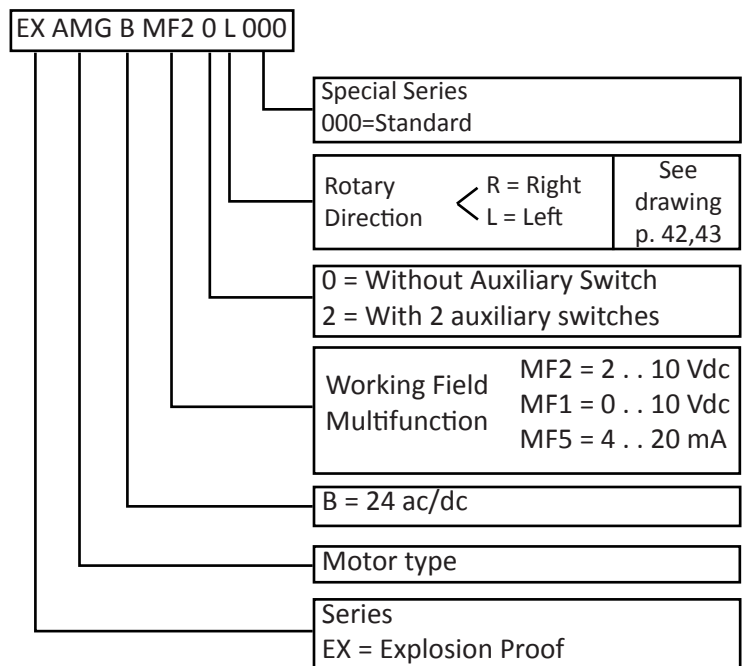 EX AMG B MF2 0 L 000
Special Series
000=Standard
Rotary Direction
R = Right
L = Left
See
drawing
p. 42,43
0 = Without Auxiliary Switch
2 = With 2 auxiliary switches
Working Field
Multifunction
MF2 = 2 . . 10 Vdc
MF1 = 0 . . 10 Vdc
MF5 = 4 . . 20 mA
B = 24 ac/dc
Motor type
Series
EX = Explosion Proof